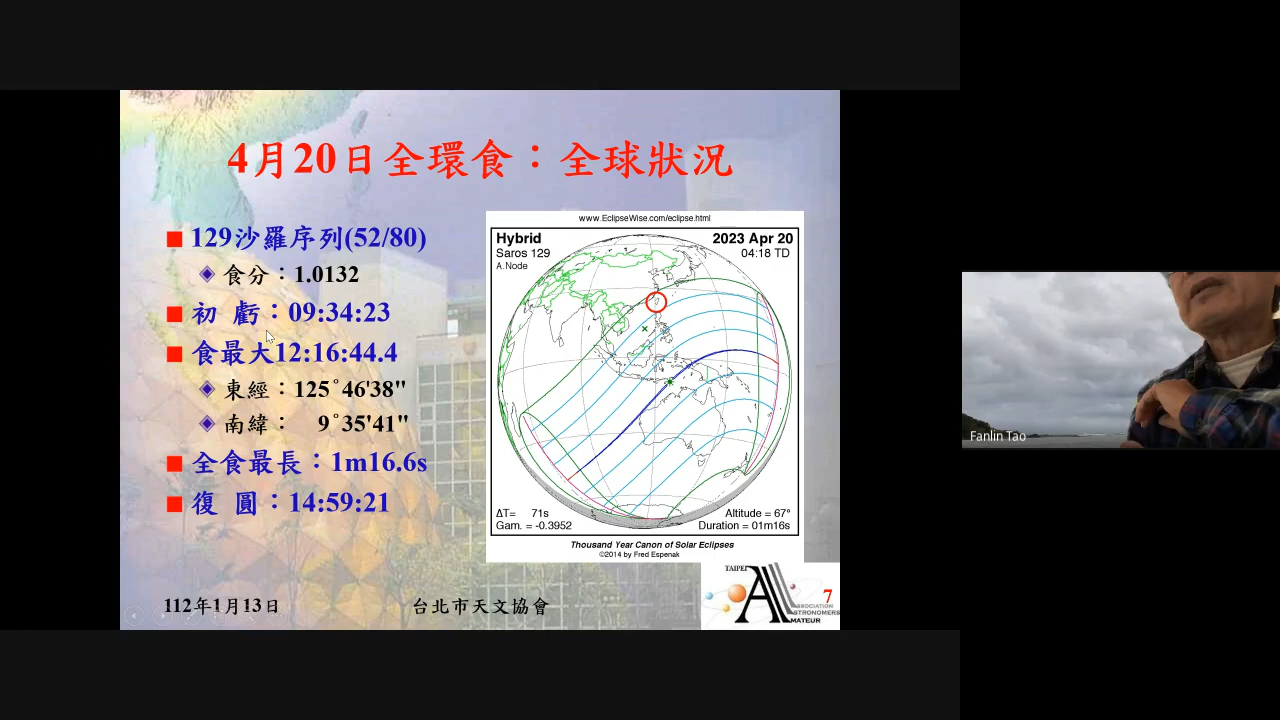 4月20日全環食：全球狀況
129沙羅序列(52/80)
食分：1.0132
初 虧：09:34:23
食最大12:16:44.4
東經：125°46'38"
南緯： 9°35'41"
全食最長：1m16.6s
復 圓：14:59:21
www.EclipseWise.com/eclipse.html
Hybrid
2023 Apr 20
Saros 129
04:18 TD
A.Node
ΔT= 71s
Altitude = 67°
Gam. = -0.3952
Duration = 01m16s
Thousand Year Canon of Solar Eclipses
©2014 by Fred Espenak
112年1月13日
台北市天文協會
TAIPEI
ASSOCIATION
ASTRONOMERS
AMATEUR
7
Fanlin Tao